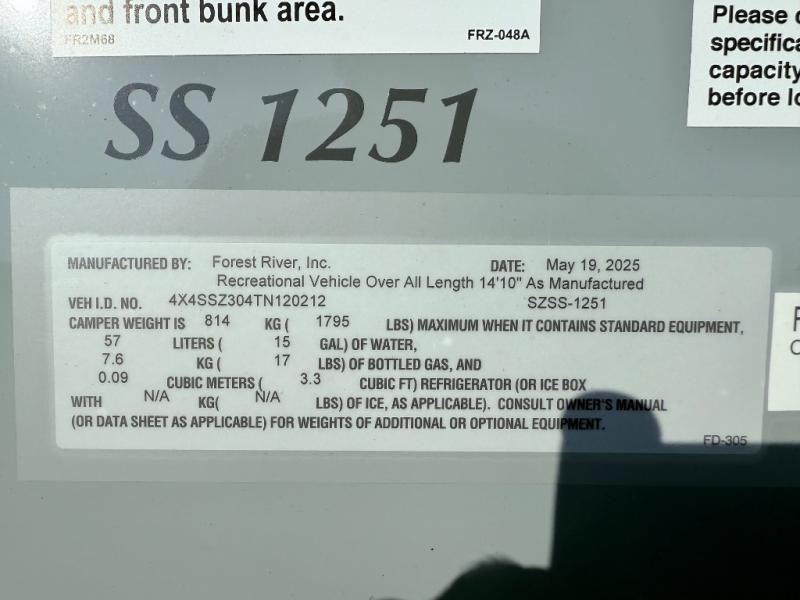 and front bunk area.
FR2M68 FRZ-048A
Please
specifica
capacity
before lo
SS 1251
MANUFACTURED BY: Forest River, Inc. DATE: May 19, 2025
Recreational Vehicle Over All Length 14'10" As Manufactured
VEH I.D. NO. 4X4SSZ304TN120212 SZSS-1251
CAMPER WEIGHT IS 814 KG ( 1795 LBS) MAXIMUM WHEN IT CONTAINS STANDARD EQUIPMENT,
57 LITERS ( 15 GAL) OF WATER,
7.6 KG ( 17 LBS) OF BOTTLED GAS, AND
0.09 CUBIC METERS ( 3.3 CUBIC FT) REFRIGERATOR (OR ICE BOX
WITH N/A KG( N/A LBS) OF ICE, AS APPLICABLE). CONSULT OWNER'S MANUAL
(OR DATA SHEET AS APPLICABLE) FOR WEIGHTS OF ADDITIONAL OR OPTIONAL EQUIPMENT.
FD-305